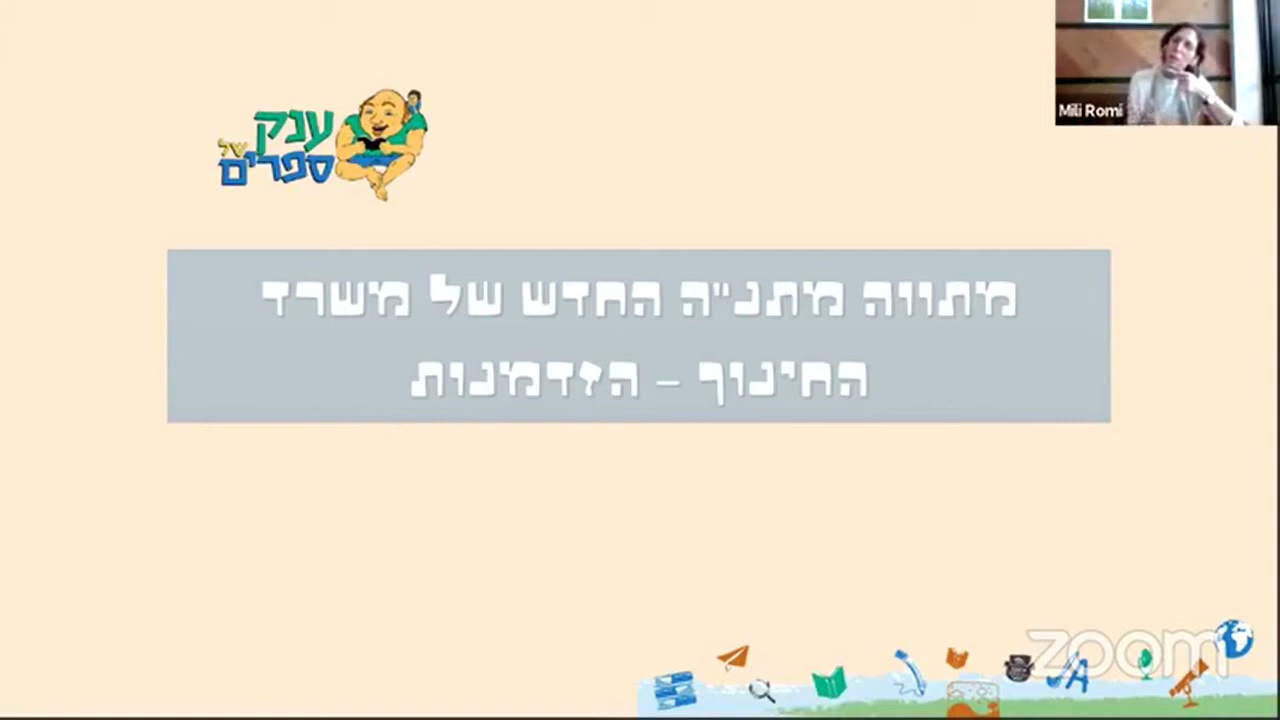 Mili Romi
ענק
של
ספרים
מתווה מתנ"ה החדש של משרד
החינוך – הזדמנות
zoom